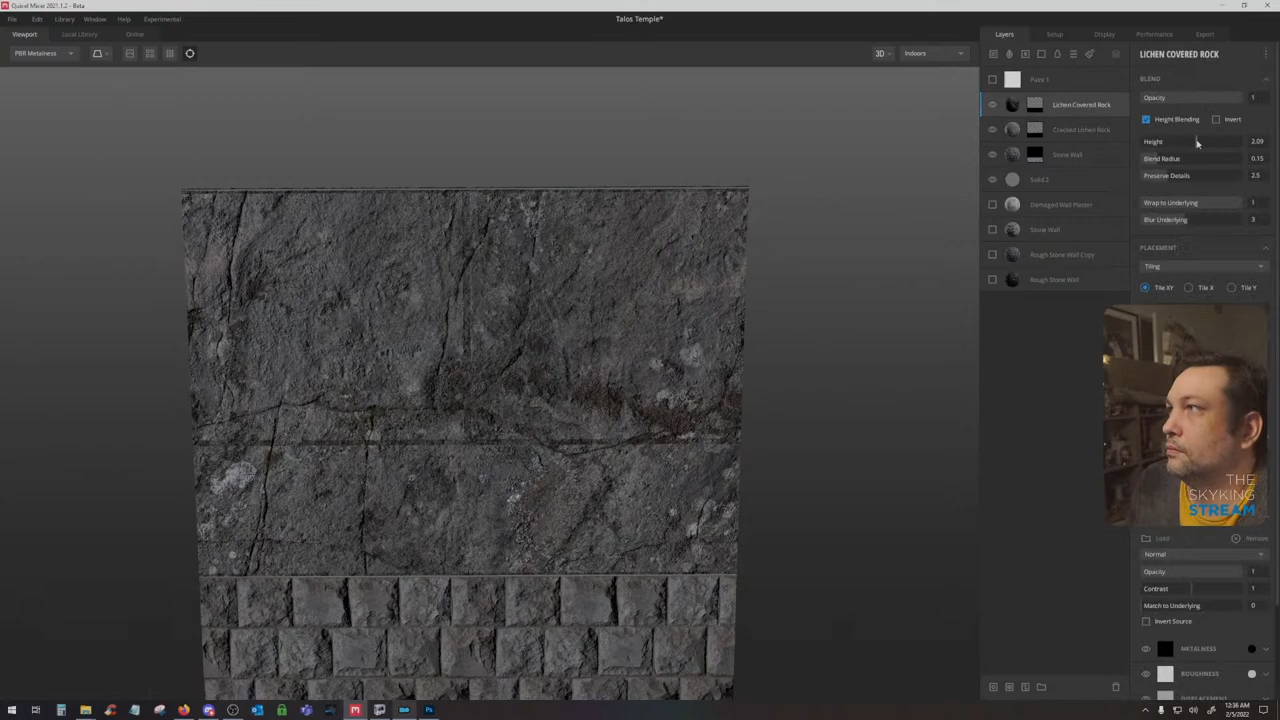 Quixel Mixer 2021.1.2 - Beta
File Edit Library Window Help Experimental
Talos Temple*
Viewport Local Library Online
PBR Metalness
3D
Indoors
Layers Setup Display Performance Export
Paint 1
Lichen Covered Rock
Cracked Lichen Rock
Stone Wall
Solid 2
Damaged Wall Plaster
Stone Wall
Rough Stone Wall Copy
Rough Stone Wall
LICHEN COVERED ROCK
BLEND
Opacity 1
Height Blending Invert
Height 2.09
Blend Radius 0.15
Preserve Details 2.5
Wrap to Underlying 1
Blur Underlying 3
PLACEMENT
Tiling
Tile XY Tile X Tile Y
THE
SKYKING
STREAM
Load Remove
Normal
Opacity 1
Contrast 1
Match to Underlying 0
Invert Source
METALNESS
ROUGHNESS
DISPLACEMENT
12:36 AM
2/5/2022